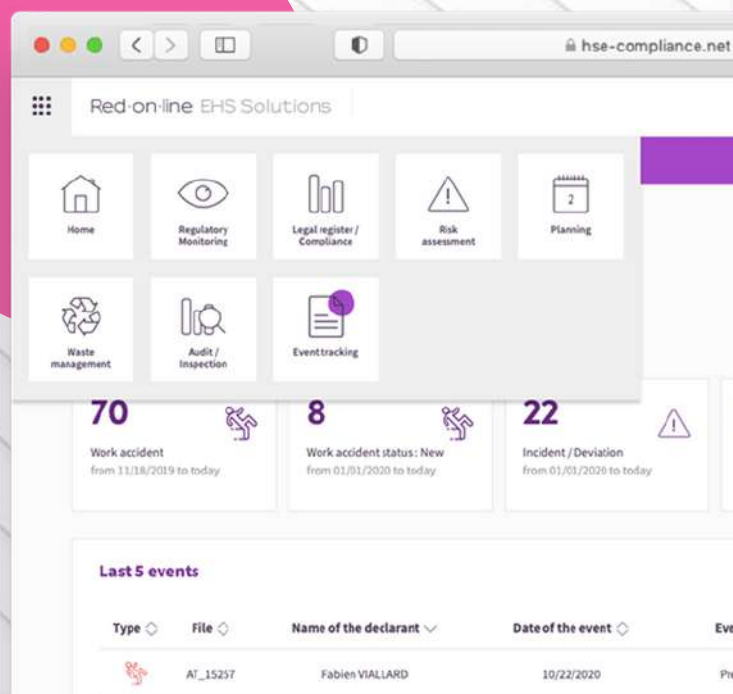 hse-compliance.net
Red-on-line EHS Solutions
Home
Regulatory
Monitoring
Legal register /
Compliance
Risk
assessment
2
Planning
Waste
management
Audit /
Inspection
Event tracking
70
Work accident
from 11/18/2019 to today
8
Work accident status : New
from 01/01/2020 to today
22
Incident / Deviation
from 01/01/2020 to today
Last 5 events
Type
File
Name of the declarant
Date of the event
Eve
AT_15257
Fabien VIALLARD
10/22/2020
Pre